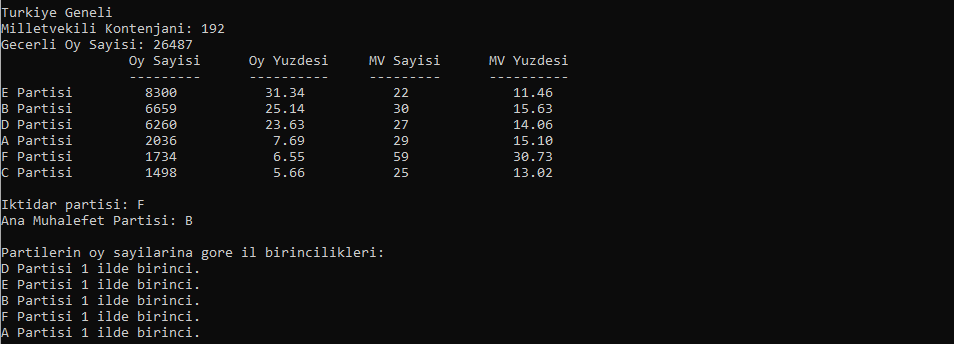 Turkiye Geneli
Milletvekili Kontenjani: 192
Gecerli Oy Sayisi: 26487
Oy Sayisi Oy Yuzdesi MV Sayisi MV Yuzdesi
--------- ---------- --------- ----------
E Partisi 8300 31.34 22 11.46
B Partisi 6659 25.14 30 15.63
D Partisi 6260 23.63 27 14.06
A Partisi 2036 7.69 29 15.10
F Partisi 1734 6.55 59 30.73
C Partisi 1498 5.66 25 13.02
Iktidar partisi: F
Ana Muhalefet Partisi: B
Partilerin oy sayilarina gore il birincilikleri:
D Partisi 1 ilde birinci.
E Partisi 1 ilde birinci.
B Partisi 1 ilde birinci.
F Partisi 1 ilde birinci.
A Partisi 1 ilde birinci.